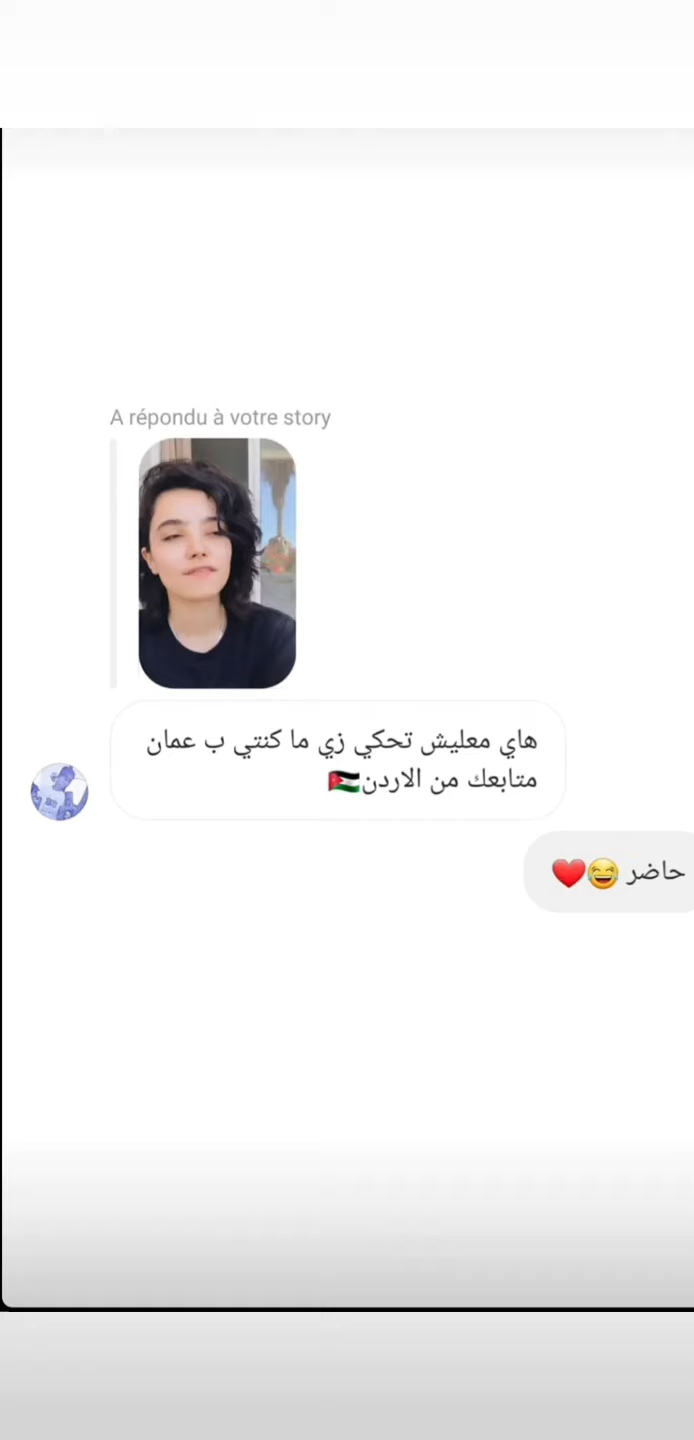 A répondu à votre story
هاي معليش تحكي زي ما كنتي ب عمان
متابعك من الاردن🇯🇴
حاضر 😂❤️